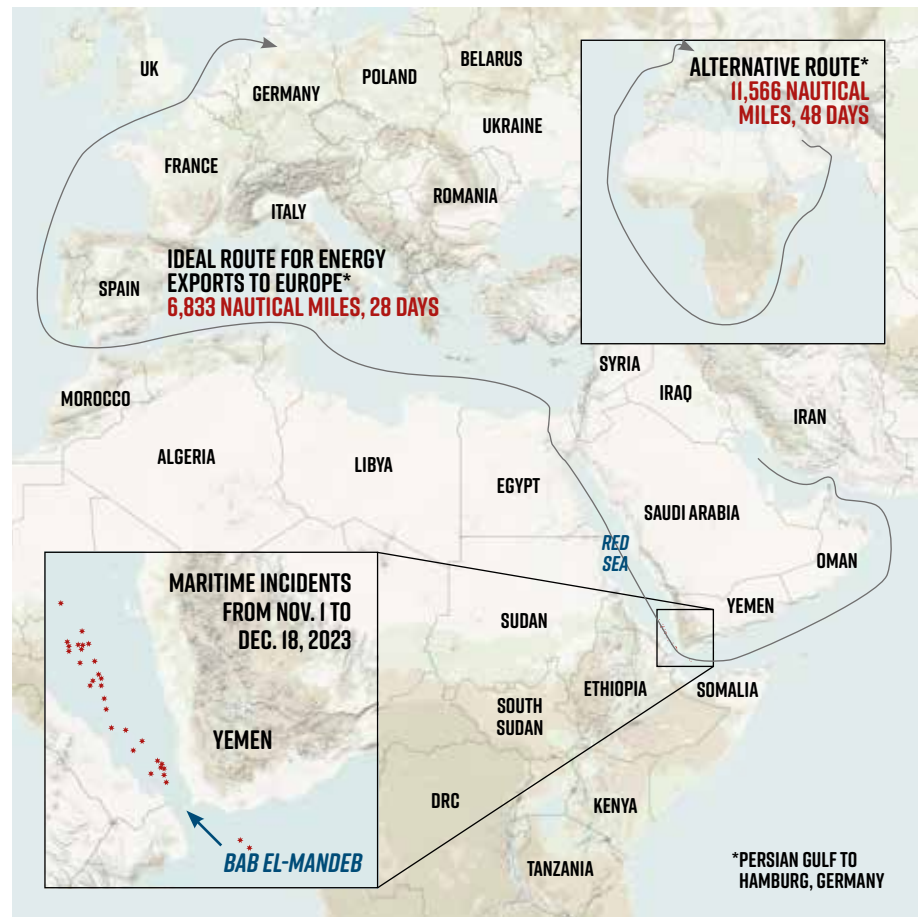 UK
BELARUS
POLAND
GERMANY
UKRAINE
FRANCE
ROMANIA
ITALY
SPAIN
IDEAL ROUTE FOR ENERGY
EXPORTS TO EUROPE*
6,833 NAUTICAL MILES, 28 DAYS
ALTERNATIVE ROUTE*
11,566 NAUTICAL
MILES, 48 DAYS
SYRIA
IRAQ
IRAN
MOROCCO
ALGERIA
LIBYA
EGYPT
SAUDI ARABIA
RED
SEA
OMAN
YEMEN
SUDAN
ETHIOPIA
SOMALIA
SOUTH
SUDAN
DRC
KENYA
TANZANIA
MARITIME INCIDENTS
FROM NOV. 1 TO
DEC. 18, 2023
YEMEN
BAB EL-MANDEB
*PERSIAN GULF TO
HAMBURG, GERMANY